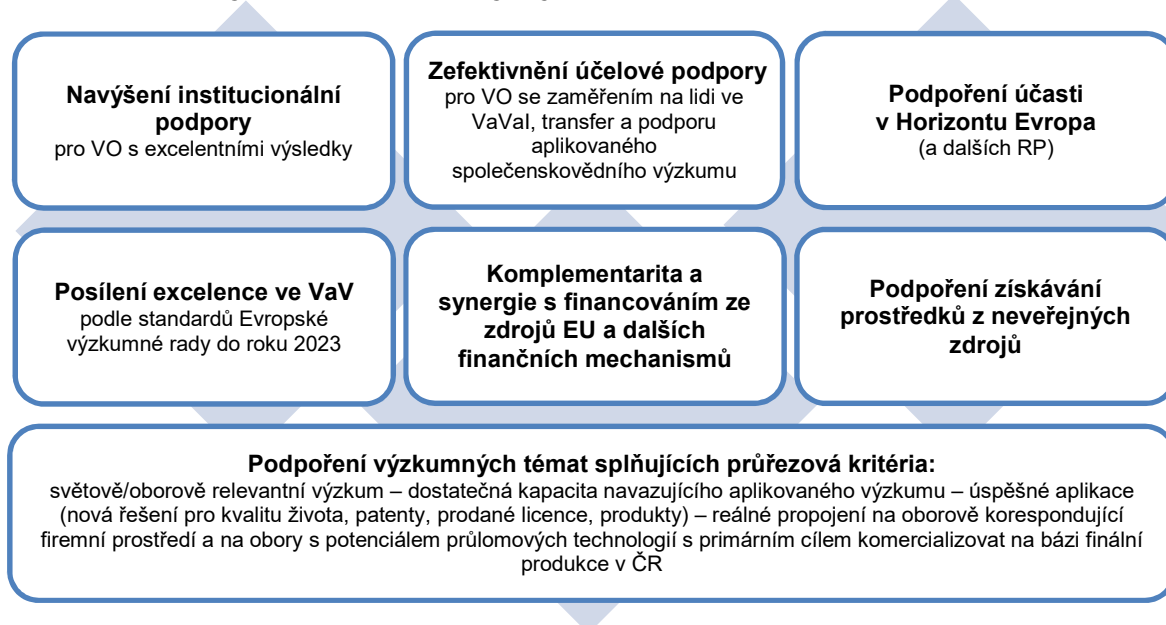 Navýšení institucionální
podpory
pro VO s excelentními výsledky
Zefektivnění účelové podpory
pro VO se zaměřením na lidi ve
VaVaI, transfer a podporu
aplikovaného
společenskovědního výzkumu
Podpoření účasti
v Horizontu Evropa
(a dalších RP)
Posílení excelence ve VaV
podle standardů Evropské
výzkumné rady do roku 2023
Komplementarita a
synergie s financováním ze
zdrojů EU a dalších
finančních mechanismů
Podpoření získávání
prostředků z neveřejných
zdrojů
Podpoření výzkumných témat splňujících průřezová kritéria:
světově/oborově relevantní výzkum – dostatečná kapacita navazujícího aplikovaného výzkumu – úspěšné aplikace
(nová řešení pro kvalitu života, patenty, prodané licence, produkty) – reálné propojení na oborově korespondující
firemní prostředí a na obory s potenciálem průlomových technologií s primárním cílem komercializovat na bázi finální
produkce v ČR